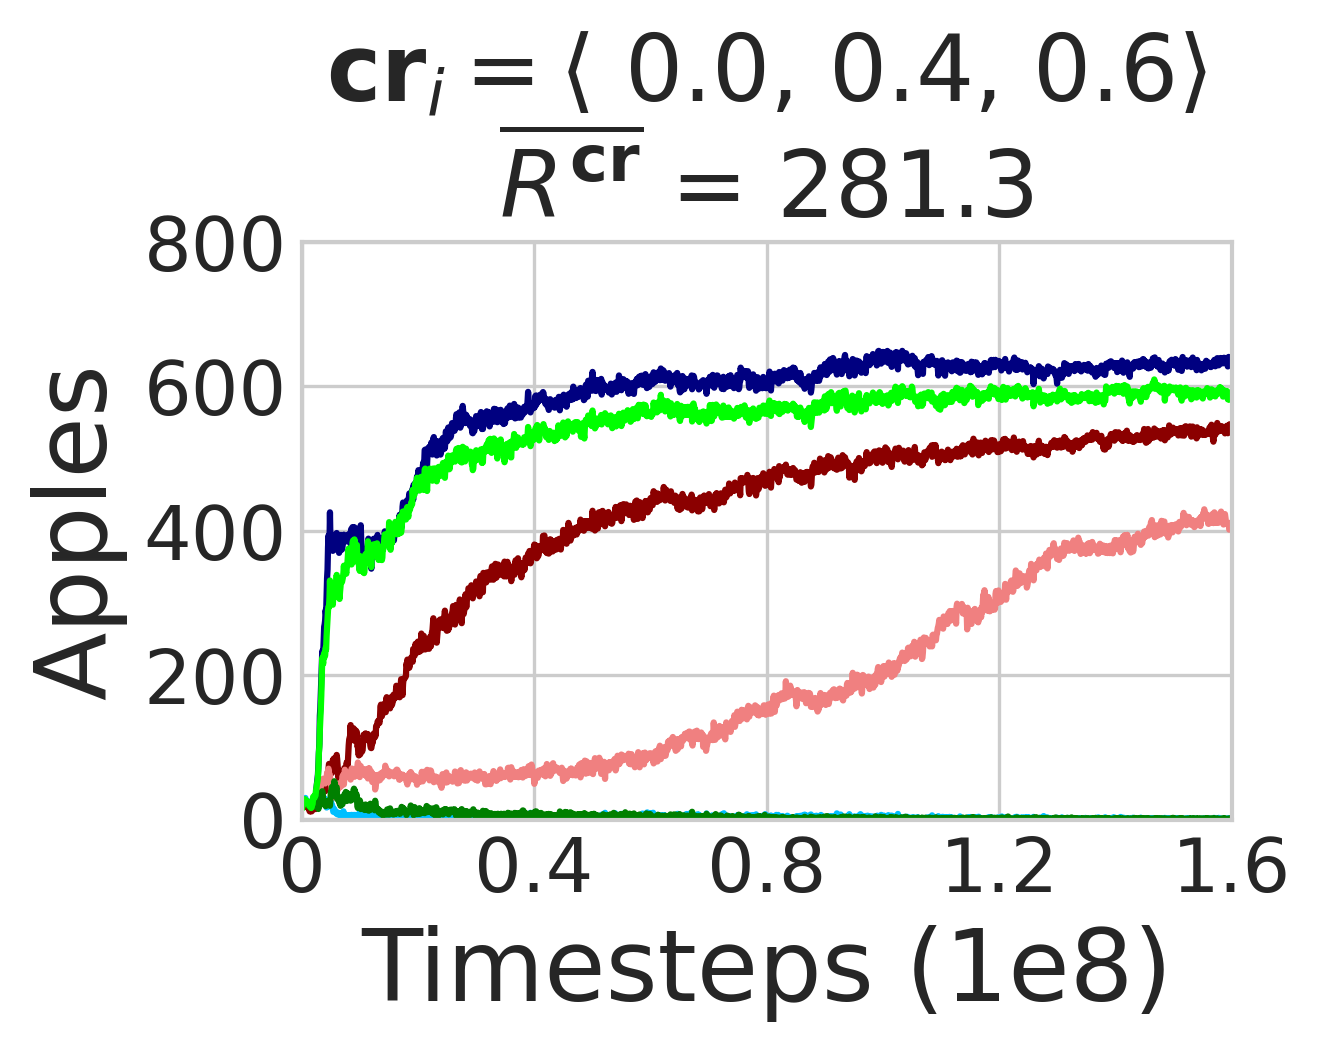 cr_i = ⟨ 0.0, 0.4, 0.6⟩
R^cr = 281.3
800
600
400
200
0
Apples
0 0.4 0.8 1.2 1.6
Timesteps (1e8)